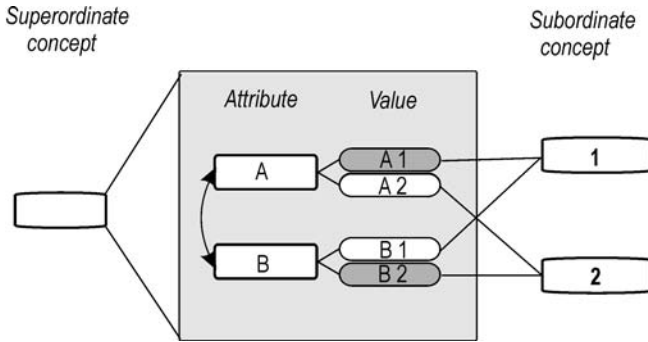 Superordinate
concept
Subordinate
concept
Attribute
Value
A
A 1
A 2
B
B 1
B 2
1
2